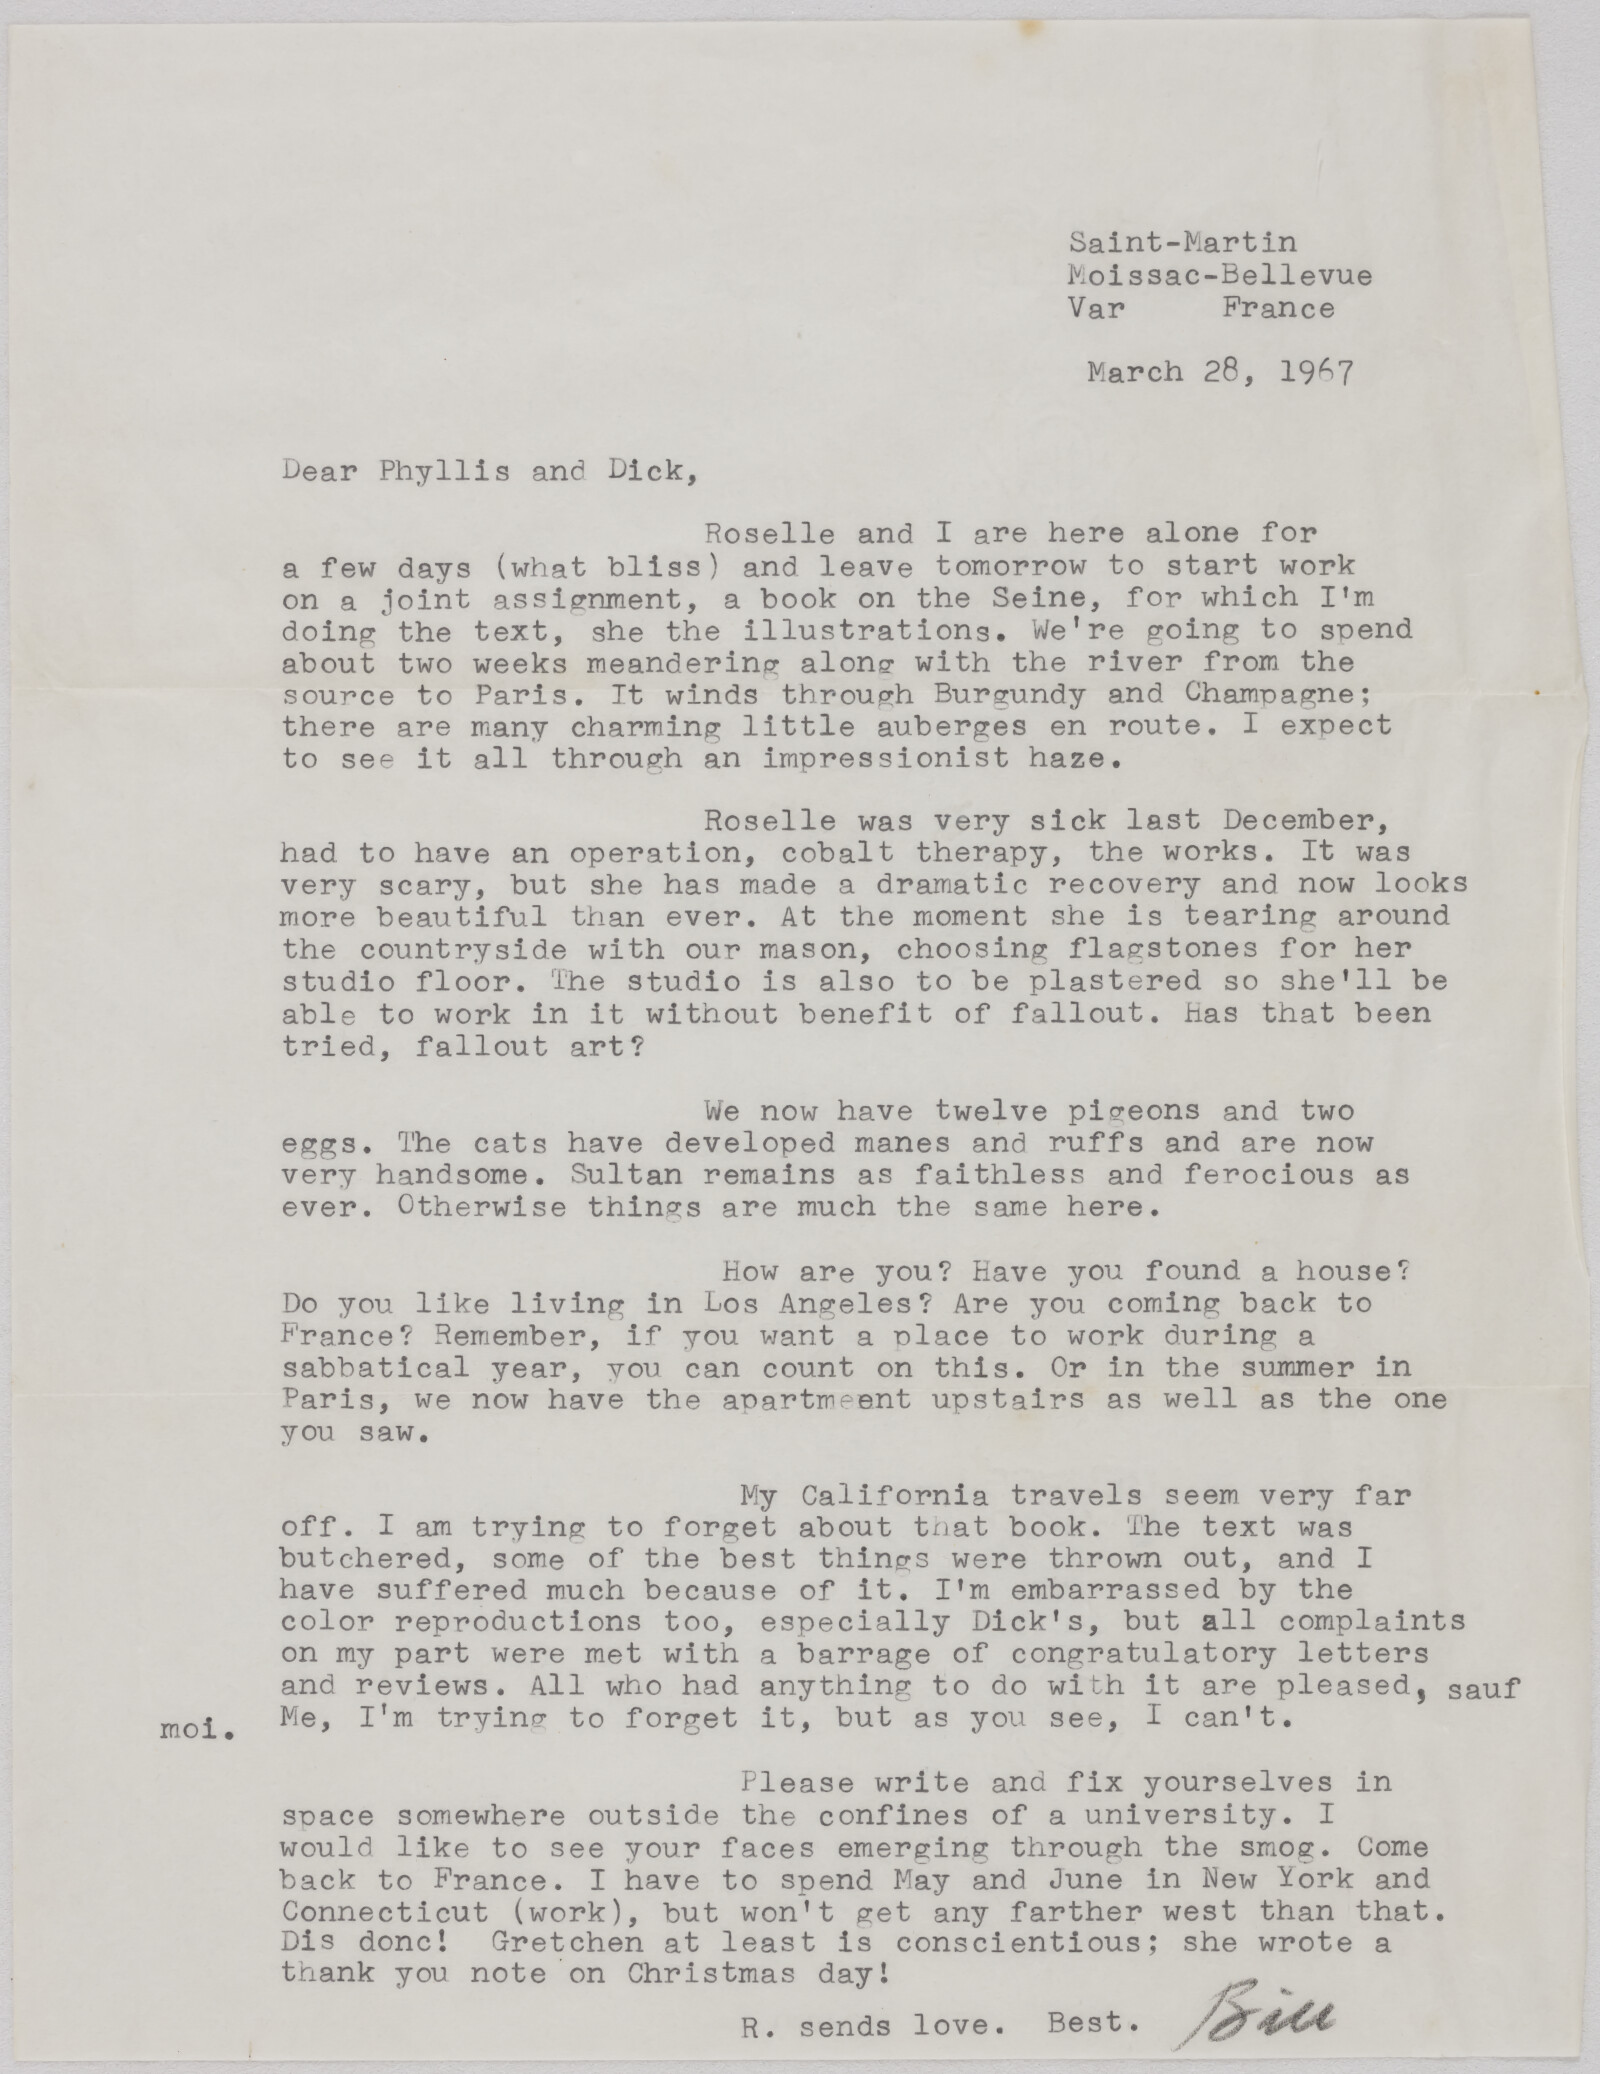 Saint-Martin
Moissac-Bellevue
Var France
March 28, 1967
Dear Phyllis and Dick,
Roselle and I are here alone for
a few days (what bliss) and leave tomorrow to start work
on a joint assignment, a book on the Seine, for which I'm
doing the text, she the illustrations. We're going to spend
about two weeks meandering along with the river from the
source to Paris. It winds through Burgundy and Champagne;
there are many charming little auberges en route. I expect
to see it all through an impressionist haze.
Roselle was very sick last December,
had to have an operation, cobalt therapy, the works. It was
very scary, but she has made a dramatic recovery and now looks
more beautiful than ever. At the moment she is tearing around
the countryside with our mason, choosing flagstones for her
studio floor. The studio is also to be plastered so she'll be
able to work in it without benefit of fallout. Has that been
tried, fallout art?
We now have twelve pigeons and two
eggs. The cats have developed manes and ruffs and are now
very handsome. Sultan remains as faithless and ferocious as
ever. Otherwise things are much the same here.
How are you? Have you found a house?
Do you like living in Los Angeles? Are you coming back to
France? Remember, if you want a place to work during a
sabbatical year, you can count on this. Or in the summer in
Paris, we now have the apartmeent upstairs as well as the one
you saw.
My California travels seem very far
off. I am trying to forget about that book. The text was
butchered, some of the best things were thrown out, and I
have suffered much because of it. I'm embarrassed by the
color reproductions too, especially Dick's, but all complaints
on my part were met with a barrage of congratulatory letters
and reviews. All who had anything to do with it are pleased, sauf
moi. Me, I'm trying to forget it, but as you see, I can't.
Please write and fix yourselves in
space somewhere outside the confines of a university. I
would like to see your faces emerging through the smog. Come
back to France. I have to spend May and June in New York and
Connecticut (work), but won't get any farther west than that.
Dis donc! Gretchen at least is conscientious; she wrote a
thank you note on Christmas day!
R. sends love. Best. Bill